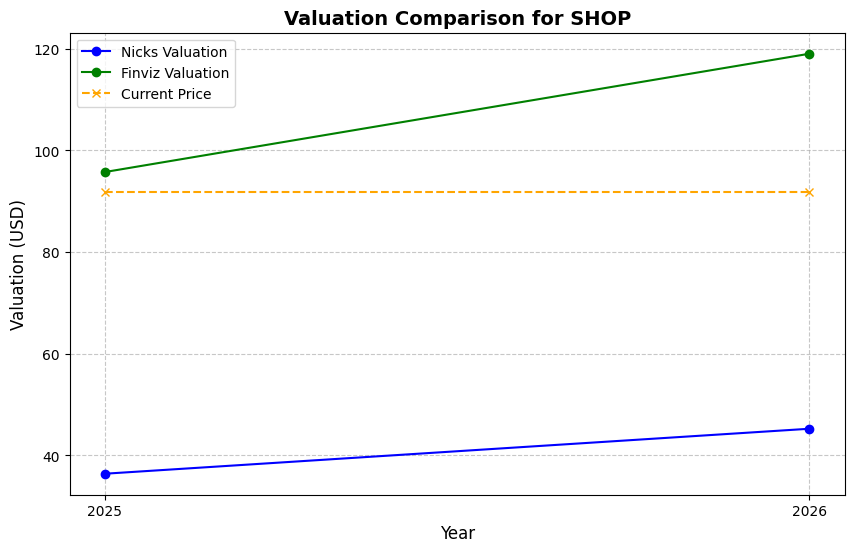 Valuation Comparison for SHOP
Nicks Valuation
Finviz Valuation
Current Price
Valuation (USD)
120
100
80
60
40
2025
2026
Year